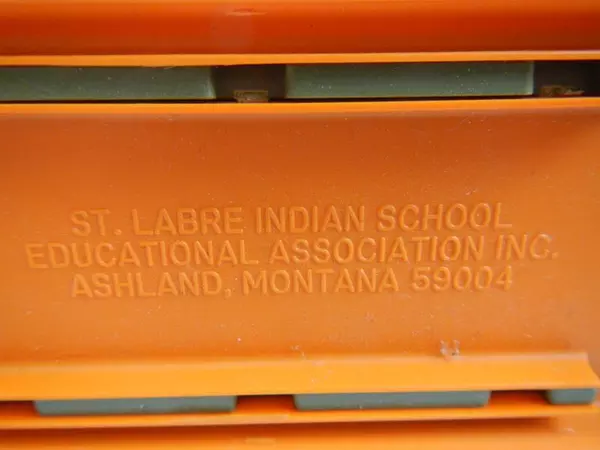 ST. LABRE INDIAN SCHOOL
EDUCATIONAL ASSOCIATION INC.
ASHLAND, MONTANA 59004